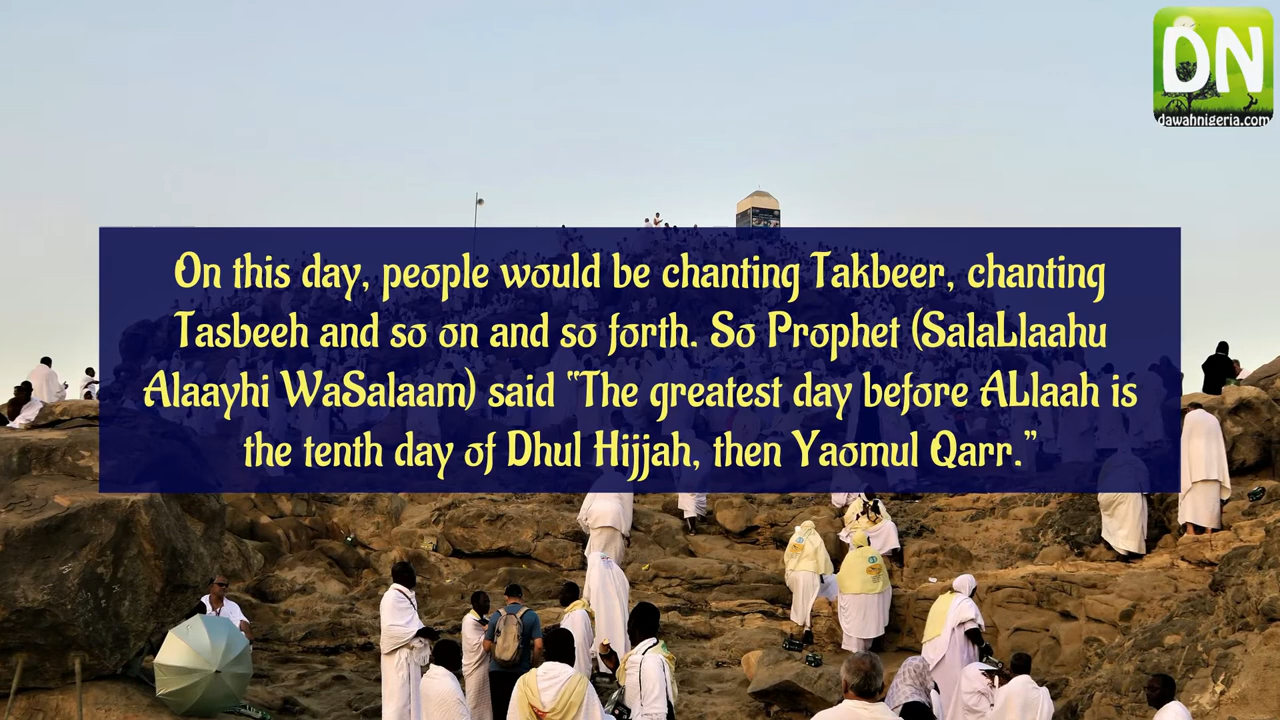 DN
dawahnigeria.com
On this day, people would be chanting Takbeer, chanting
Tasbeeh and so on and so forth. So Prophet (SalaLlaahu
Alaayhi WaSalaam) said "The greatest day before ALlaah is
the tenth day of Dhul Hijjah, then Yaomul Qarr."